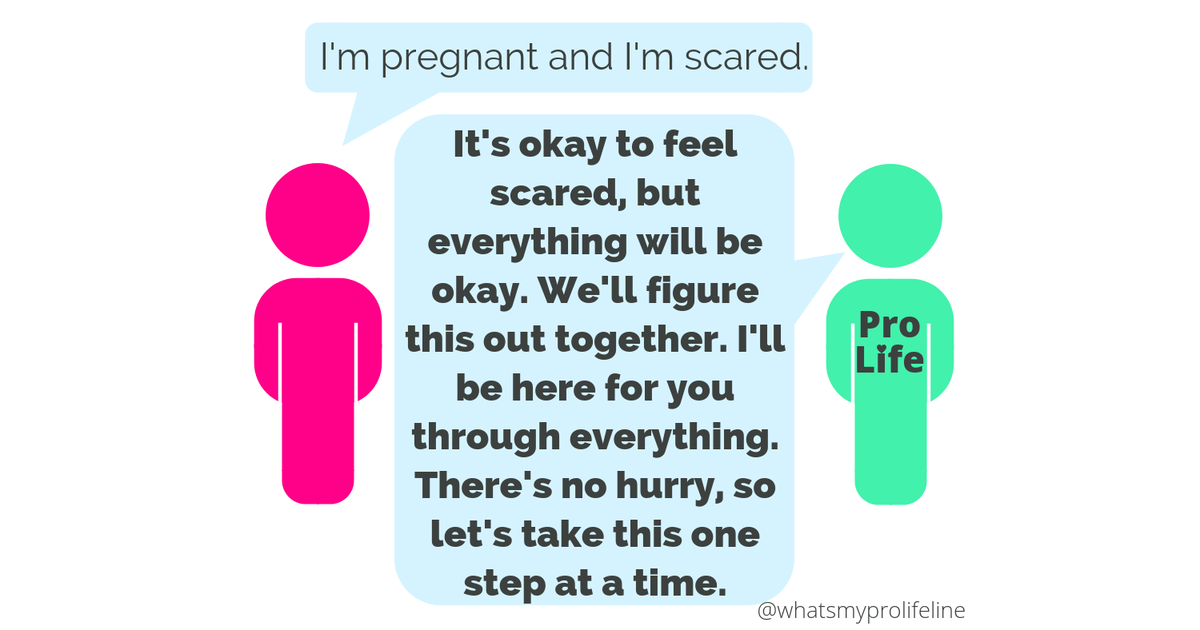 I'm pregnant and I'm scared.
It's okay to feel
scared, but
everything will be
okay. We'll figure
this out together. I'll
be here for you
through everything.
There's no hurry, so
let's take this one
step at a time.
Pro
Life
@whatsmyprolifeline